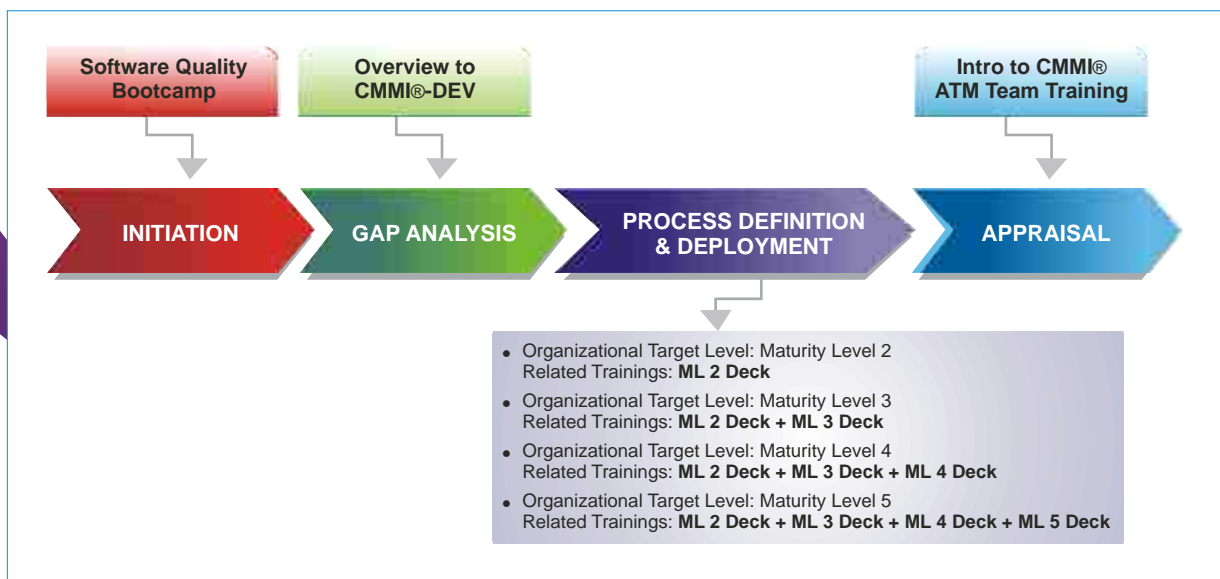 Software Quality
Bootcamp
Overview to
CMMI®-DEV
Intro to CMMI®
ATM Team Training
INITIATION
GAP ANALYSIS
PROCESS DEFINITION
& DEPLOYMENT
APPRAISAL
• Organizational Target Level: Maturity Level 2
Related Trainings: ML 2 Deck
• Organizational Target Level: Maturity Level 3
Related Trainings: ML 2 Deck + ML 3 Deck
• Organizational Target Level: Maturity Level 4
Related Trainings: ML 2 Deck + ML 3 Deck + ML 4 Deck
• Organizational Target Level: Maturity Level 5
Related Trainings: ML 2 Deck + ML 3 Deck + ML 4 Deck + ML 5 Deck